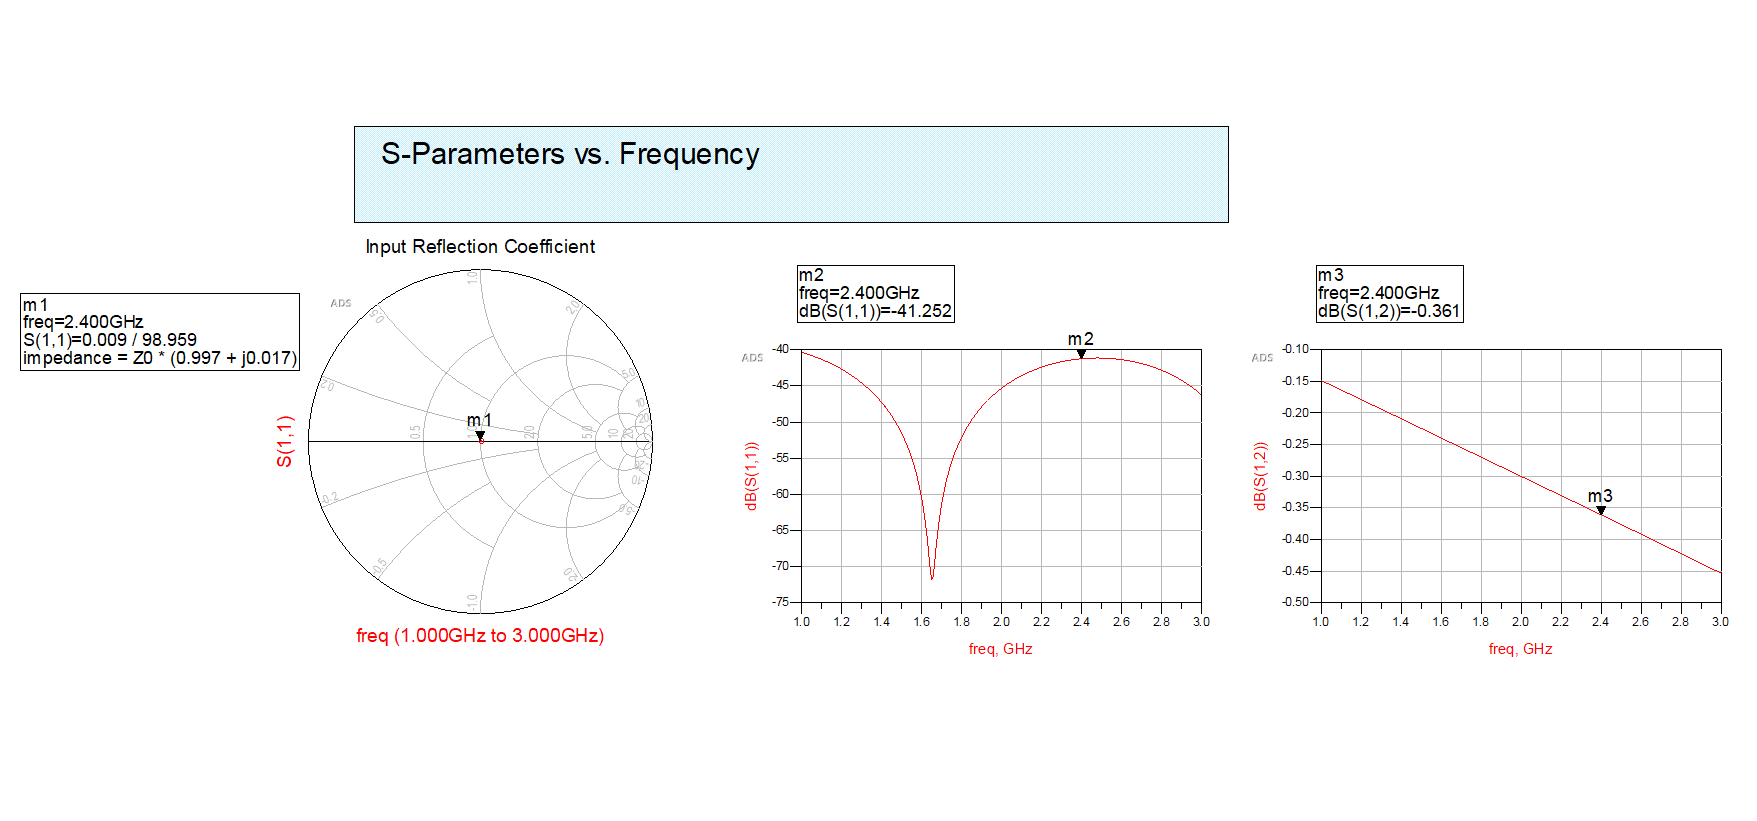 S-Parameters vs. Frequency
Input Reflection Coefficient
m1
freq=2.400GHz
S(1,1)=0.009 / 98.959
impedance = Z0 * (0.997 + j0.017)
ADS
S(1,1)
m1
1.0
2.0
5.0
10
20
0.5
0.2
0.5
1.0
2.0
5.0
10
20
-20
-10
-5.0
-2.0
-1.0
-0.5
-0.2
freq (1.000GHz to 3.000GHz)
m2
freq=2.400GHz
dB(S(1,1))=-41.252
ADS
m2
dB(S(1,1))
-40
-45
-50
-55
-60
-65
-70
-75
1.0 1.2 1.4 1.6 1.8 2.0 2.2 2.4 2.6 2.8 3.0
freq, GHz
m3
freq=2.400GHz
dB(S(1,2))=-0.361
ADS
m3
dB(S(1,2))
-0.10
-0.15
-0.20
-0.25
-0.30
-0.35
-0.40
-0.45
-0.50
1.0 1.2 1.4 1.6 1.8 2.0 2.2 2.4 2.6 2.8 3.0
freq, GHz